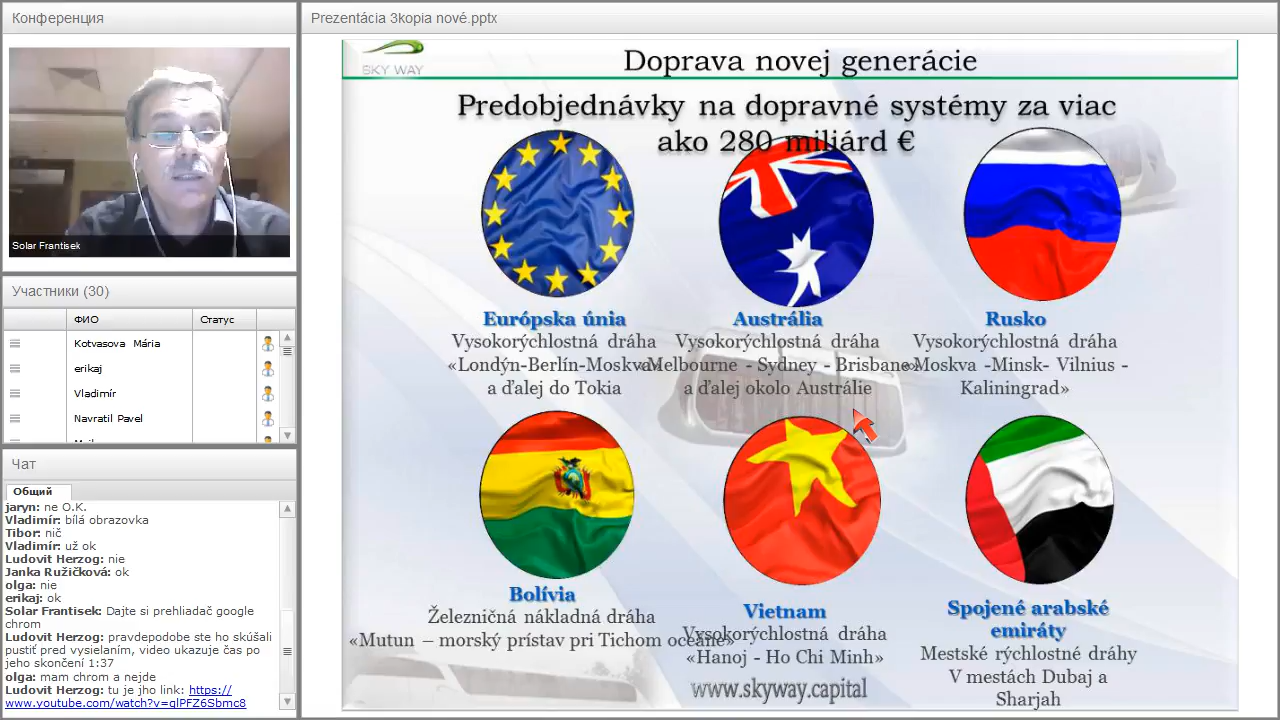 Конференция
Solar Frantisek
Участники (30)
ФИО
Статус
Kotvasova Mária
erikaj
Vladimír
Navratil Pavel
Чат
Общий
jaryn: ne O.K.
Vladimír: bílá obrazovka
Tibor: nič
Vladimír: už ok
Ludovit Herzog: nie
Janka Ružičková: ok
olga: nie
erikaj: ok
Solar Frantisek: Dajte si prehliadač google
chrom
Ludovit Herzog: pravdepodobe ste ho skúšali
pustiť pred vysielaním, video ukazuje čas po
jeho skončení 1:37
olga: mam chrom a nejde
Ludovit Herzog: tu je jho link: https://
www.youtube.com/watch?v=qlPFZ6Sbmc8
Prezentácia 3kopia nové.pptx
SKY WAY
Doprava novej generácie
Predobjednávky na dopravné systémy za viac
ako 280 miliárd €
Európska únia
Vysokorýchlostná dráha
«Londýn-Berlín-Moskva»
a ďalej do Tokia
Austrália
Vysokorýchlostná dráha
«Melbourne - Sydney - Brisbane»
a ďalej okolo Austrálie
Rusko
Vysokorýchlostná dráha
«Moskva -Minsk- Vilnius -
Kaliningrad»
Bolívia
Železničná nákladná dráha
«Mutun – morský prístav pri Tichom oceáne»
Vietnam
Vysokorýchlostná dráha
«Hanoj - Ho Chi Minh»
Spojené arabské
emiráty
Mestské rýchlostné dráhy
V mestách Dubaj a
Sharjah
www.skyway.capital